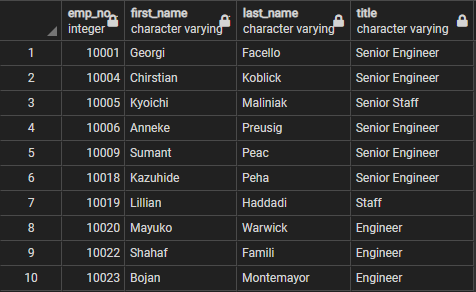 emp_no first_name last_name title
integer character varying character varying character varying
1 10001 Georgi Facello Senior Engineer
2 10004 Chirstian Koblick Senior Engineer
3 10005 Kyoichi Maliniak Senior Staff
4 10006 Anneke Preusig Senior Engineer
5 10009 Sumant Peac Senior Engineer
6 10018 Kazuhide Peha Senior Engineer
7 10019 Lillian Haddadi Staff
8 10020 Mayuko Warwick Engineer
9 10022 Shahaf Famili Engineer
10 10023 Bojan Montemayor Engineer